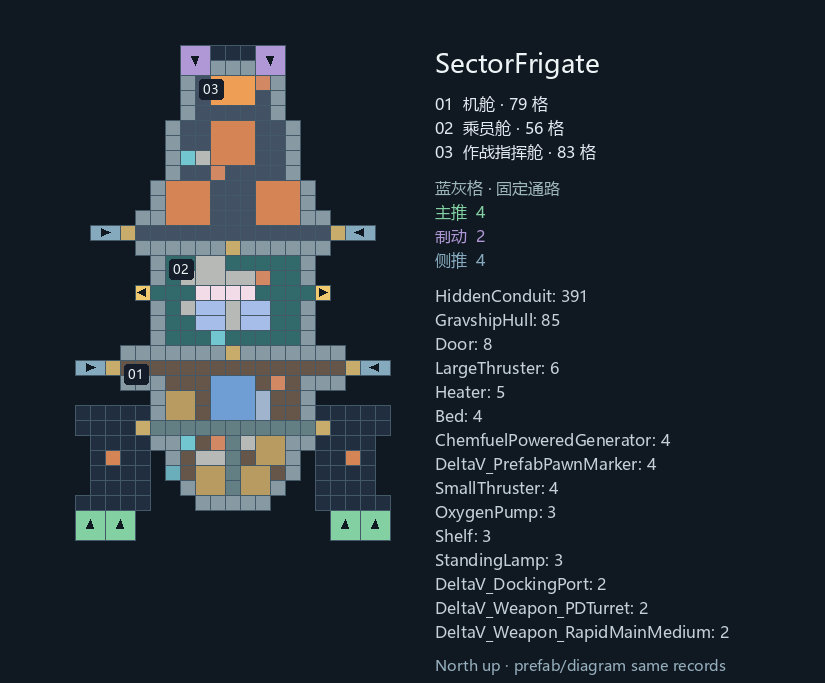 SectorFrigate
01 机舱 · 79 格
02 乘员舱 · 56 格
03 作战指挥舱 · 83 格
蓝灰格 · 固定通路
主推 4
制动 2
侧推 4
HiddenConduit: 391
GravshipHull: 85
Door: 8
LargeThruster: 6
Heater: 5
Bed: 4
ChemfuelPoweredGenerator: 4
DeltaV_PrefabPawnMarker: 4
SmallThruster: 4
OxygenPump: 3
Shelf: 3
StandingLamp: 3
DeltaV_DockingPort: 2
DeltaV_Weapon_PDTurret: 2
DeltaV_Weapon_RapidMainMedium: 2
North up · prefab/diagram same records
03
02
01